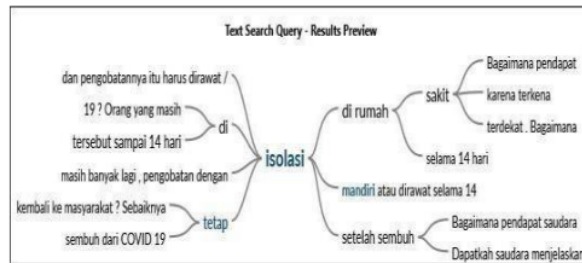 Text Search Query - Results Preview
dan pengobatannya itu harus dirawat /
19 ? Orang yang masih
tersebut sampai 14 hari
di
masih banyak lagi , pengobatan dengan
kembali ke masyarakat ? Sebaiknya
sembuh dari COVID 19
tetap
isolasi
di rumah
sakit
Bagaimana pendapat
karena terkena
terdekat . Bagaimana
selama 14 hari
mandiri atau dirawat selama 14
setelah sembuh
Bagaimana pendapat saudara
Dapatkah saudara menjelaskan